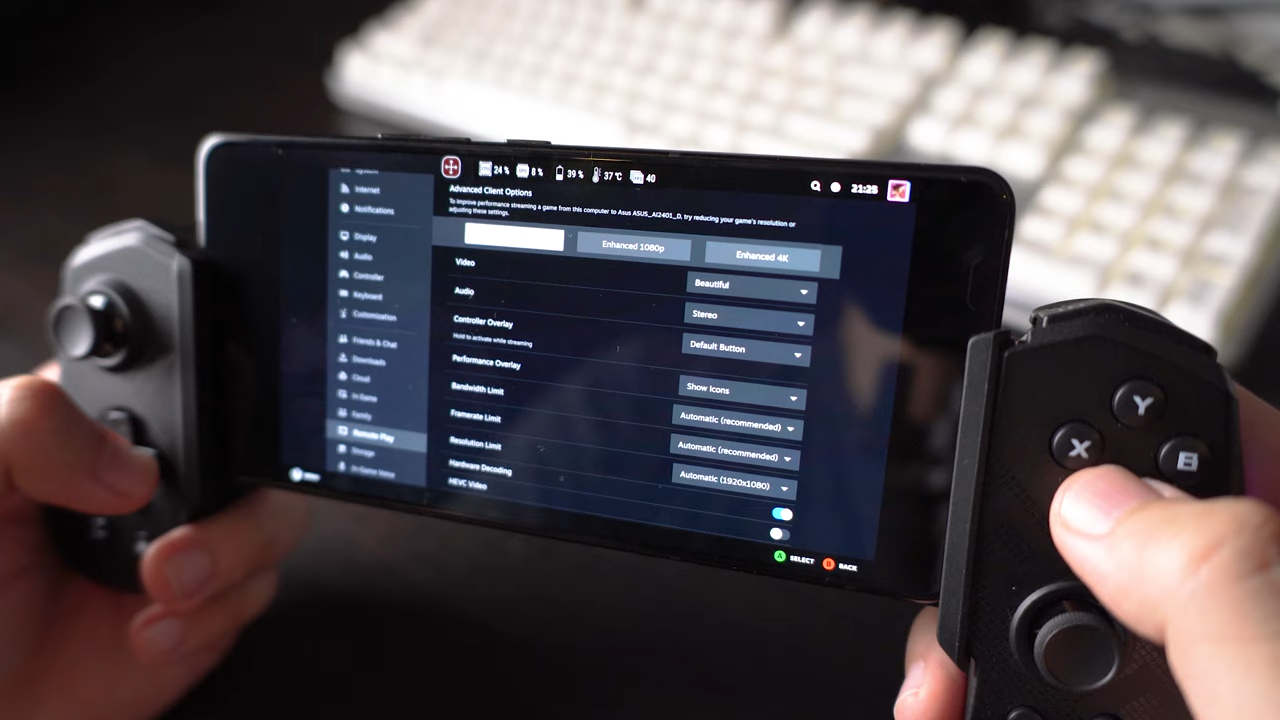 24 %
8 %
39 %
37 °C
40
21:25
System
Internet
Notifications
Display
Audio
Controller
Keyboard
Customization
Friends & Chat
Downloads
Cloud
In Game
Family
Remote Play
Storage
In-Game Voice
Advanced Client Options
To improve performance streaming a game from this computer to Asus ASUS_AI2401_D, try reducing your game's resolution or
adjusting these settings.
Enhanced 1080p
Enhanced 4K
Video
Beautiful
Audio
Stereo
Controller Overlay
Hold to activate while streaming
Default Button
Performance Overlay
Show Icons
Bandwidth Limit
Automatic (recommended)
Framerate Limit
Automatic (recommended)
Resolution Limit
Automatic (1920x1080)
Hardware Decoding
HEVC Video
A SELECT
B BACK
Y
X
B